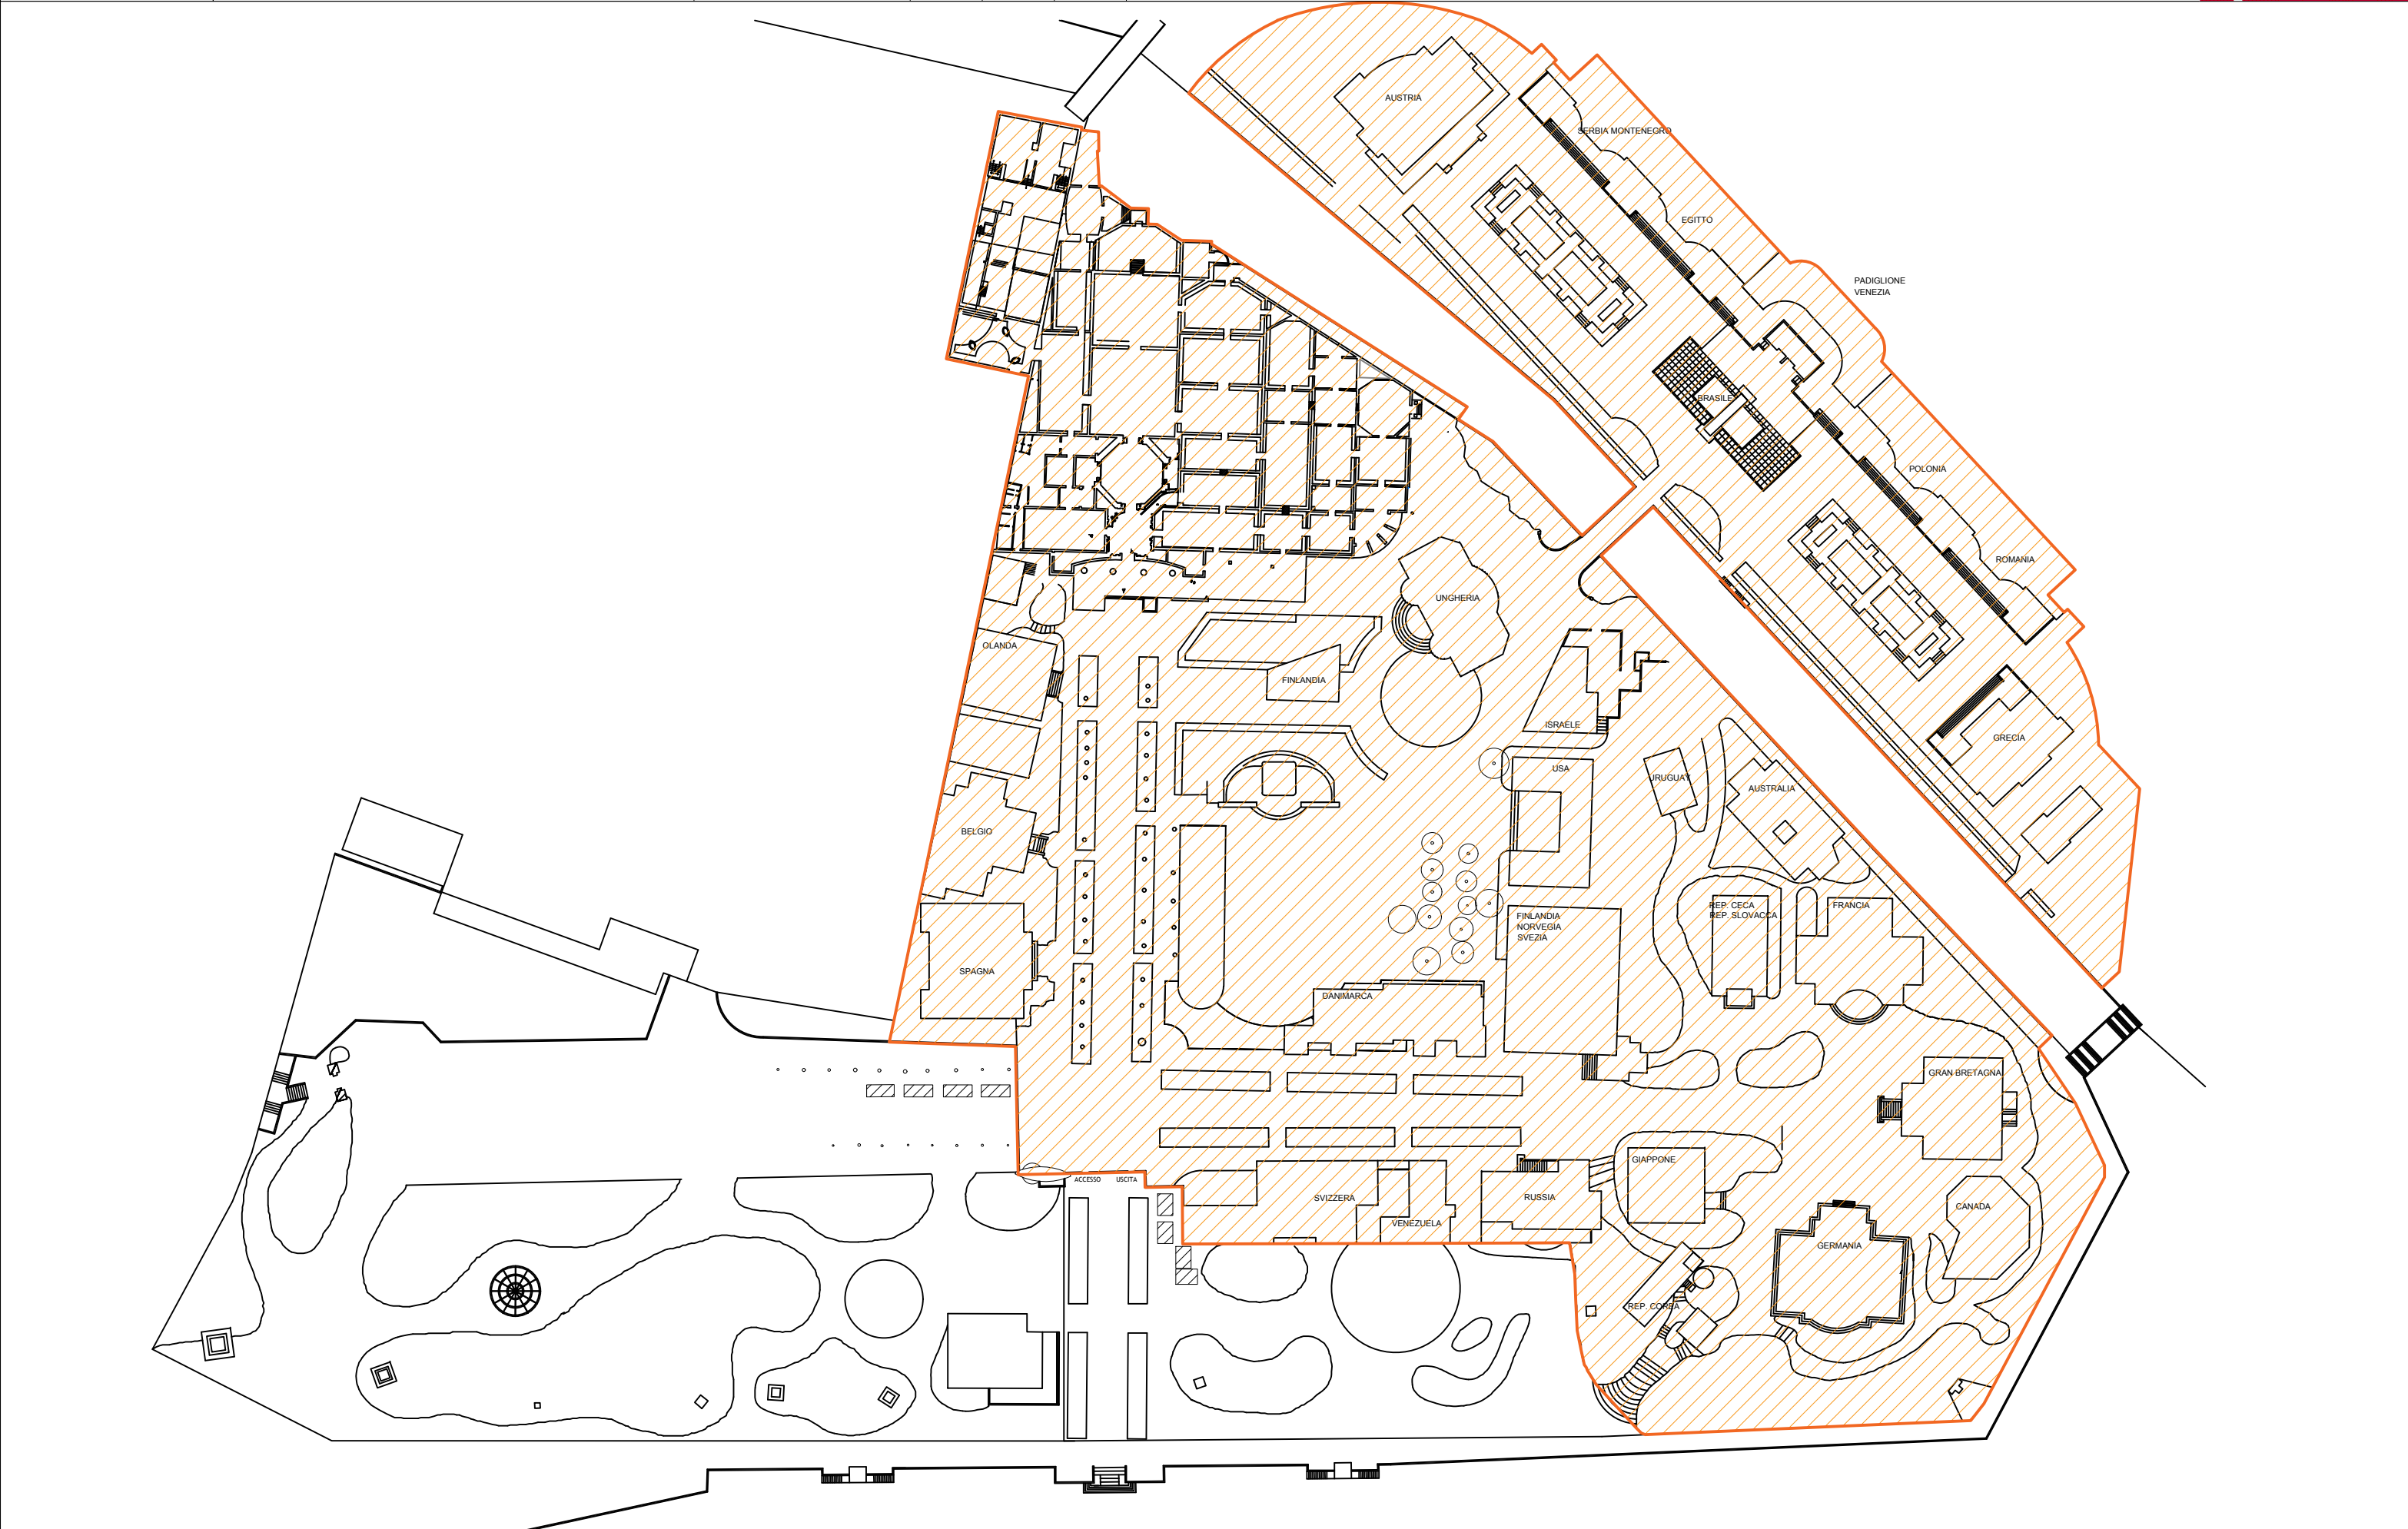 AUSTRIA
SERBIA MONTENEGRO
EGITTO
PADIGLIONE
VENEZIA
BRASILE
POLONIA
ROMANIA
UNGHERIA
OLANDA
FINLANDIA
ISRAELE
GRECIA
USA
URUGUAY
AUSTRALIA
BELGIO
REP. CECA
REP. SLOVACCA
FRANCIA
FINLANDIA
NORVEGIA
SVEZIA
SPAGNA
DANIMARCA
GRAN BRETAGNA
GIAPPONE
ACCESSO
USCITA
SVIZZERA
RUSSIA
CANADA
VENEZUELA
GERMANIA
REP. COREA